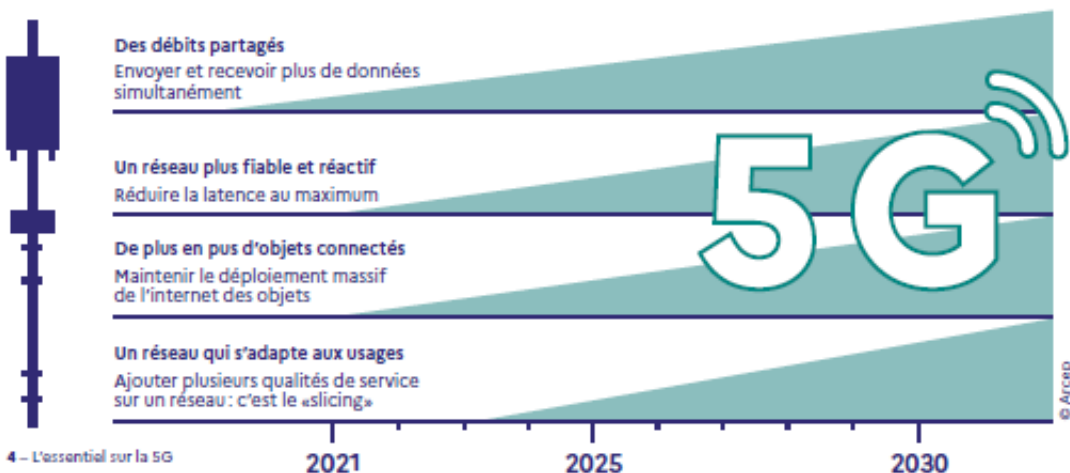 Des débits partagés
Envoyer et recevoir plus de données
simultanément
Un réseau plus fiable et réactif
Réduire la latence au maximum
De plus en pus d'objets connectés
Maintenir le déploiement massif
de l'internet des objets
Un réseau qui s'adapte aux usages
Ajouter plusieurs qualités de service
sur un réseau : c'est le «slicing»
5G
© Arcep
4 – L'essentiel sur la 5G
2021
2025
2030